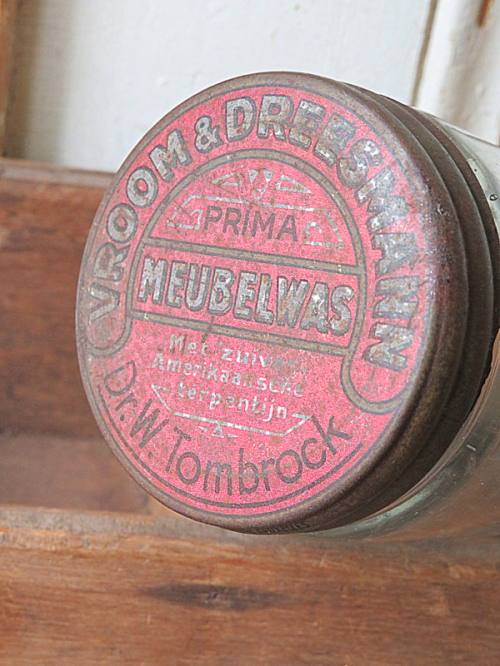 VROOM & DREESMANN
PRIMA
MEUBELWAS
Met zuivere
Amerikaansche
terpentijn
Dr. W. Tombrock